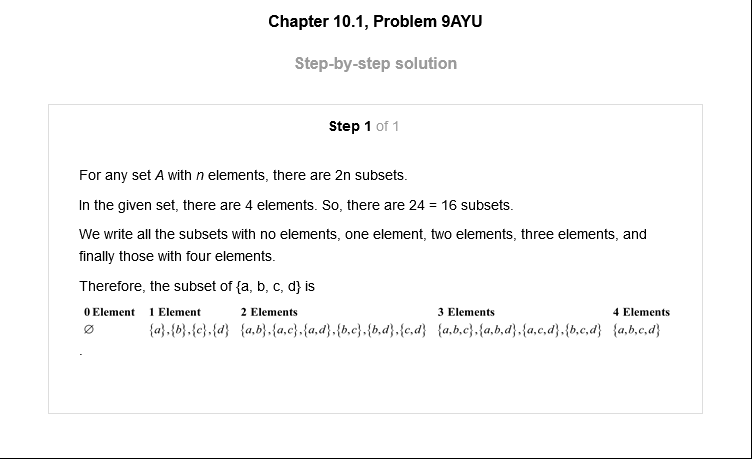 Chapter 10.1, Problem 9AYU
Step-by-step solution
Step 1 of 1
For any set A with n elements, there are 2n subsets.
In the given set, there are 4 elements. So, there are 24 = 16 subsets.
We write all the subsets with no elements, one element, two elements, three elements, and
finally those with four elements.
Therefore, the subset of {a, b, c, d} is
0 Element 1 Element 2 Elements 3 Elements 4 Elements
∅ {a},{b},{c},{d} {a,b},{a,c},{a,d},{b,c},{b,d},{c,d} {a,b,c},{a,b,d},{a,c,d},{b,c,d} {a,b,c,d}
.